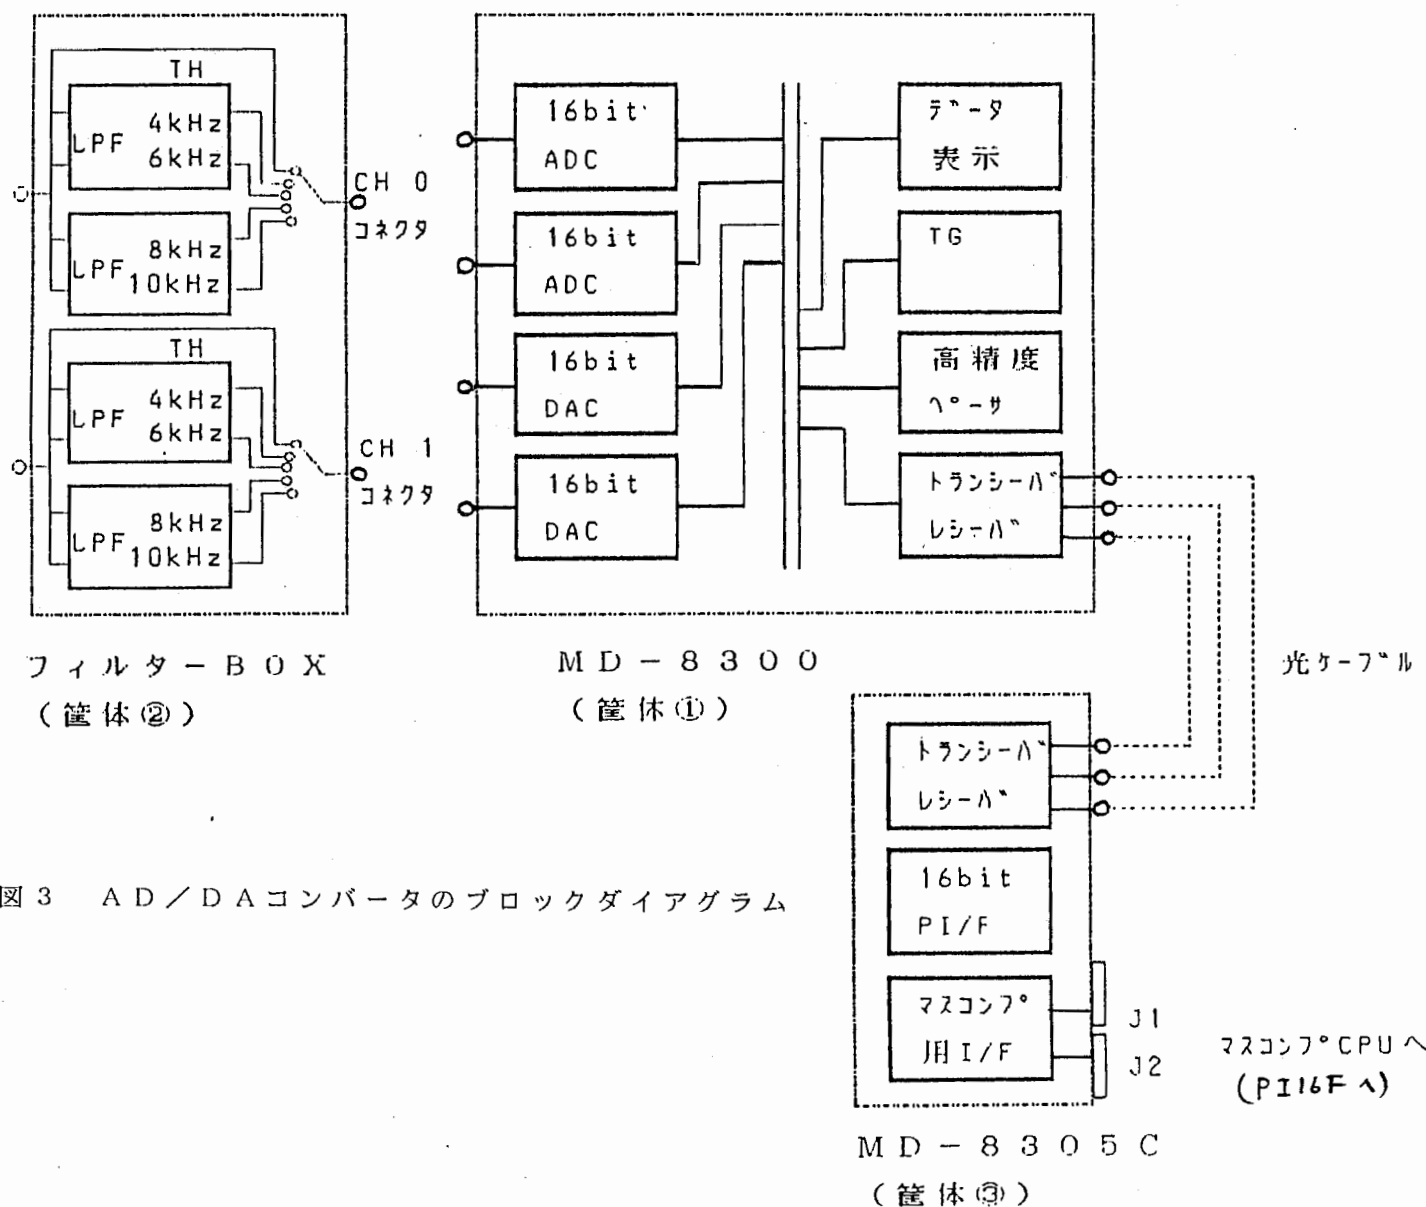 TH
LPF
4kHz
6kHz
LPF
8kHz
10kHz
CH 0
コネクタ
TH
LPF
4kHz
6kHz
LPF
8kHz
10kHz
CH 1
コネクタ
フィルターBOX
(筐体②)
16bit
ADC
16bit
ADC
16bit
DAC
16bit
DAC
データ
表示
TG
高精度
ペーサ
トランシーバ
レシーバ
MD-8300
(筐体①)
光ケーブル
トランシーバ
レシーバ
16bit
PI/F
マスコンプ
用I/F
J1
J2
マスコンプCPUへ
(PI16Fへ)
MD-8305C
(筐体③)
図3 AD/DAコンバータのブロックダイアグラム